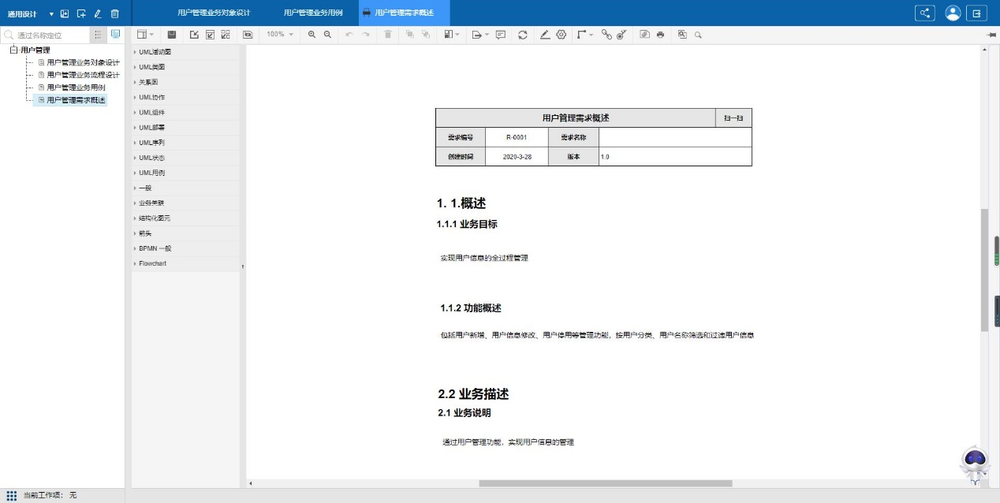 通用设计
用户管理业务对象设计
用户管理业务用例
用户管理需求概述
通过名称定位
100%
用户管理
用户管理业务对象设计
用户管理业务流程设计
用户管理业务用例
用户管理需求概述
UML活动图
UML类图
关系图
UML协作
UML组件
UML部署
UML序列
UML状态
UML用例
一般
业务关联
结构化图元
箭头
BPMN 一般
Flowchart
用户管理需求概述 扫一扫
需求编号 R-0001 需求名称
创建时间 2020-3-28 版本 1.0
1. 1.概述
1.1.1 业务目标
实现用户信息的全过程管理
1.1.2 功能概述
包括用户新增、用户信息修改、用户停用等管理功能，按用户分类、用户名称筛选和过滤用户信息
2.2 业务描述
2.1 业务说明
通过用户管理功能，实现用户信息的管理
当前工作项： 无